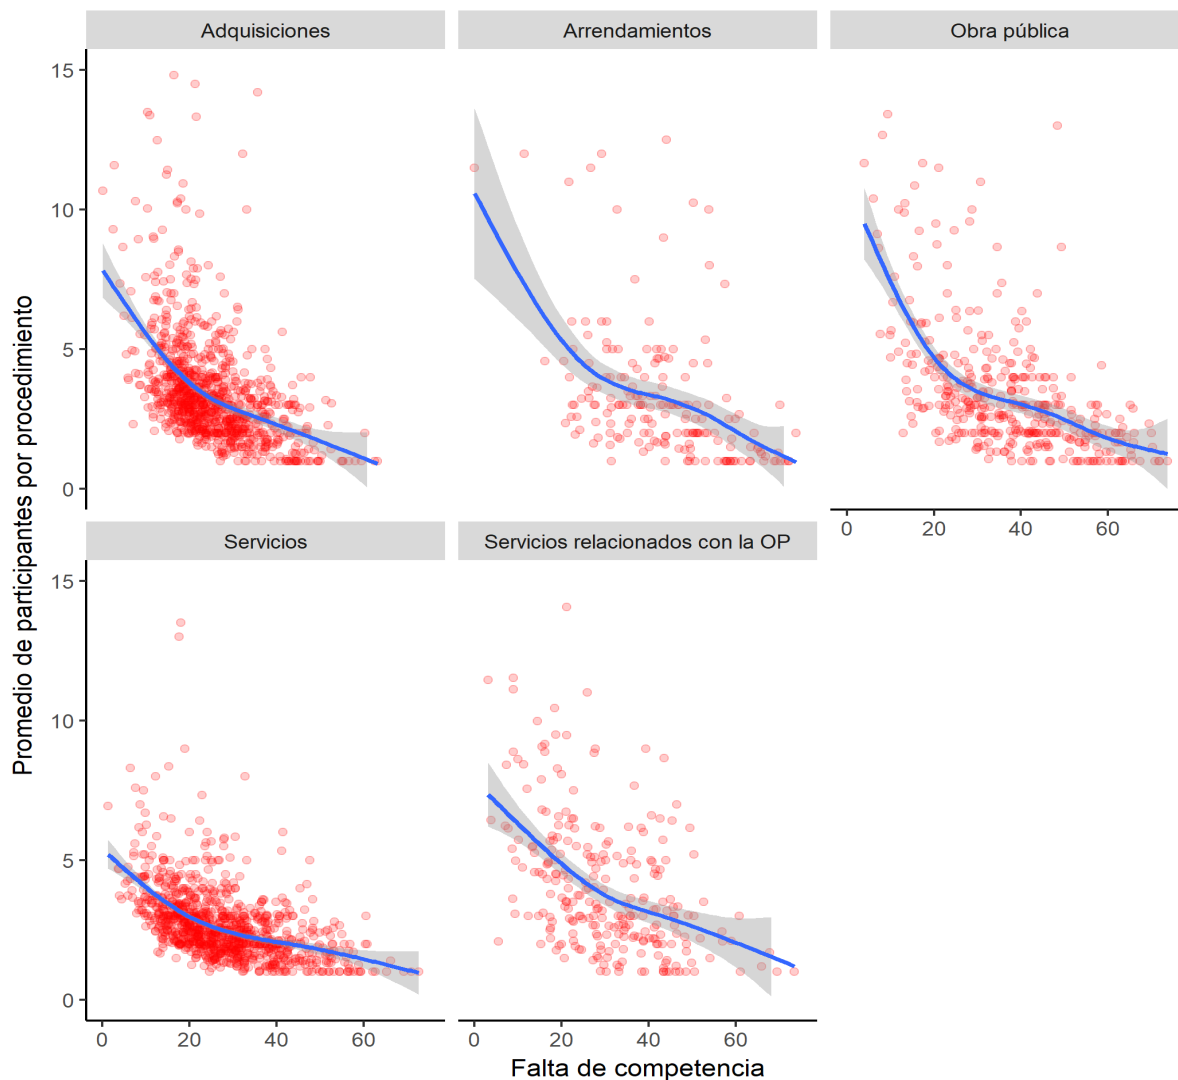 Adquisiciones
Arrendamientos
Obra pública
15
10
5
0
0 20 40 60
Servicios
Servicios relacionados con la OP
15
10
5
0
0 20 40 60
0 20 40 60
Falta de competencia
Promedio de participantes por procedimiento